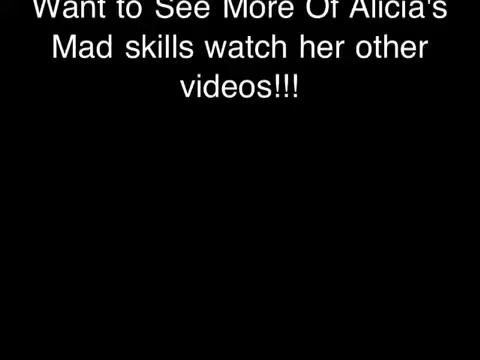 Want to See More Of Alicia's
Mad skills watch her other
videos!!!